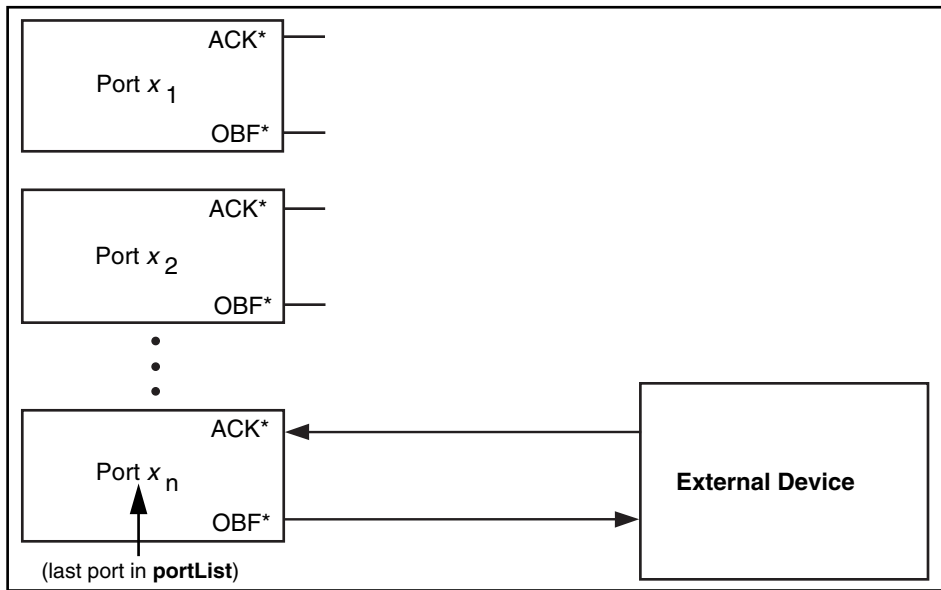 ACK*
Port x 1
OBF*
ACK*
Port x 2
OBF*
ACK*
Port x n
OBF*
(last port in portList)
External Device